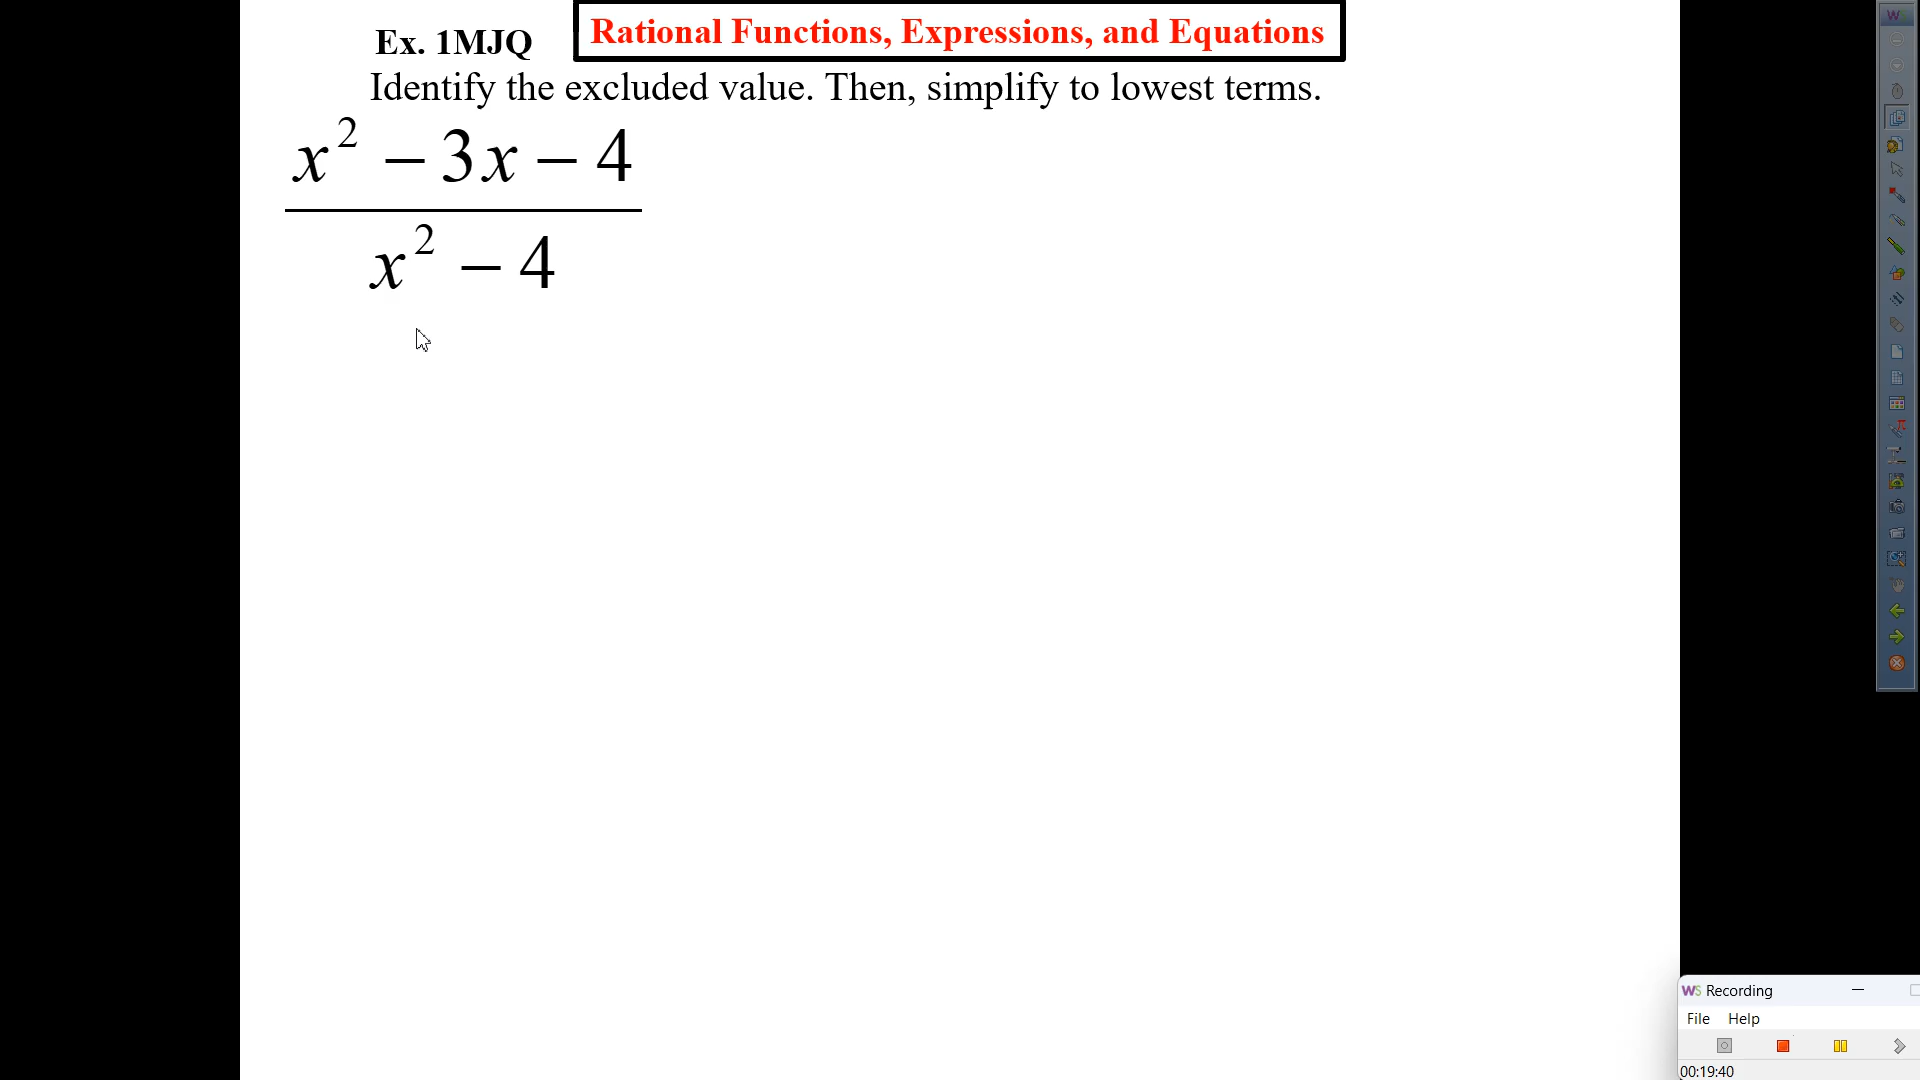 Ex. 1MJQ
Rational Functions, Expressions, and Equations
Identify the excluded value. Then, simplify to lowest terms.
x² − 3x − 4
x² − 4
WS Recording
File Help
00:19:40